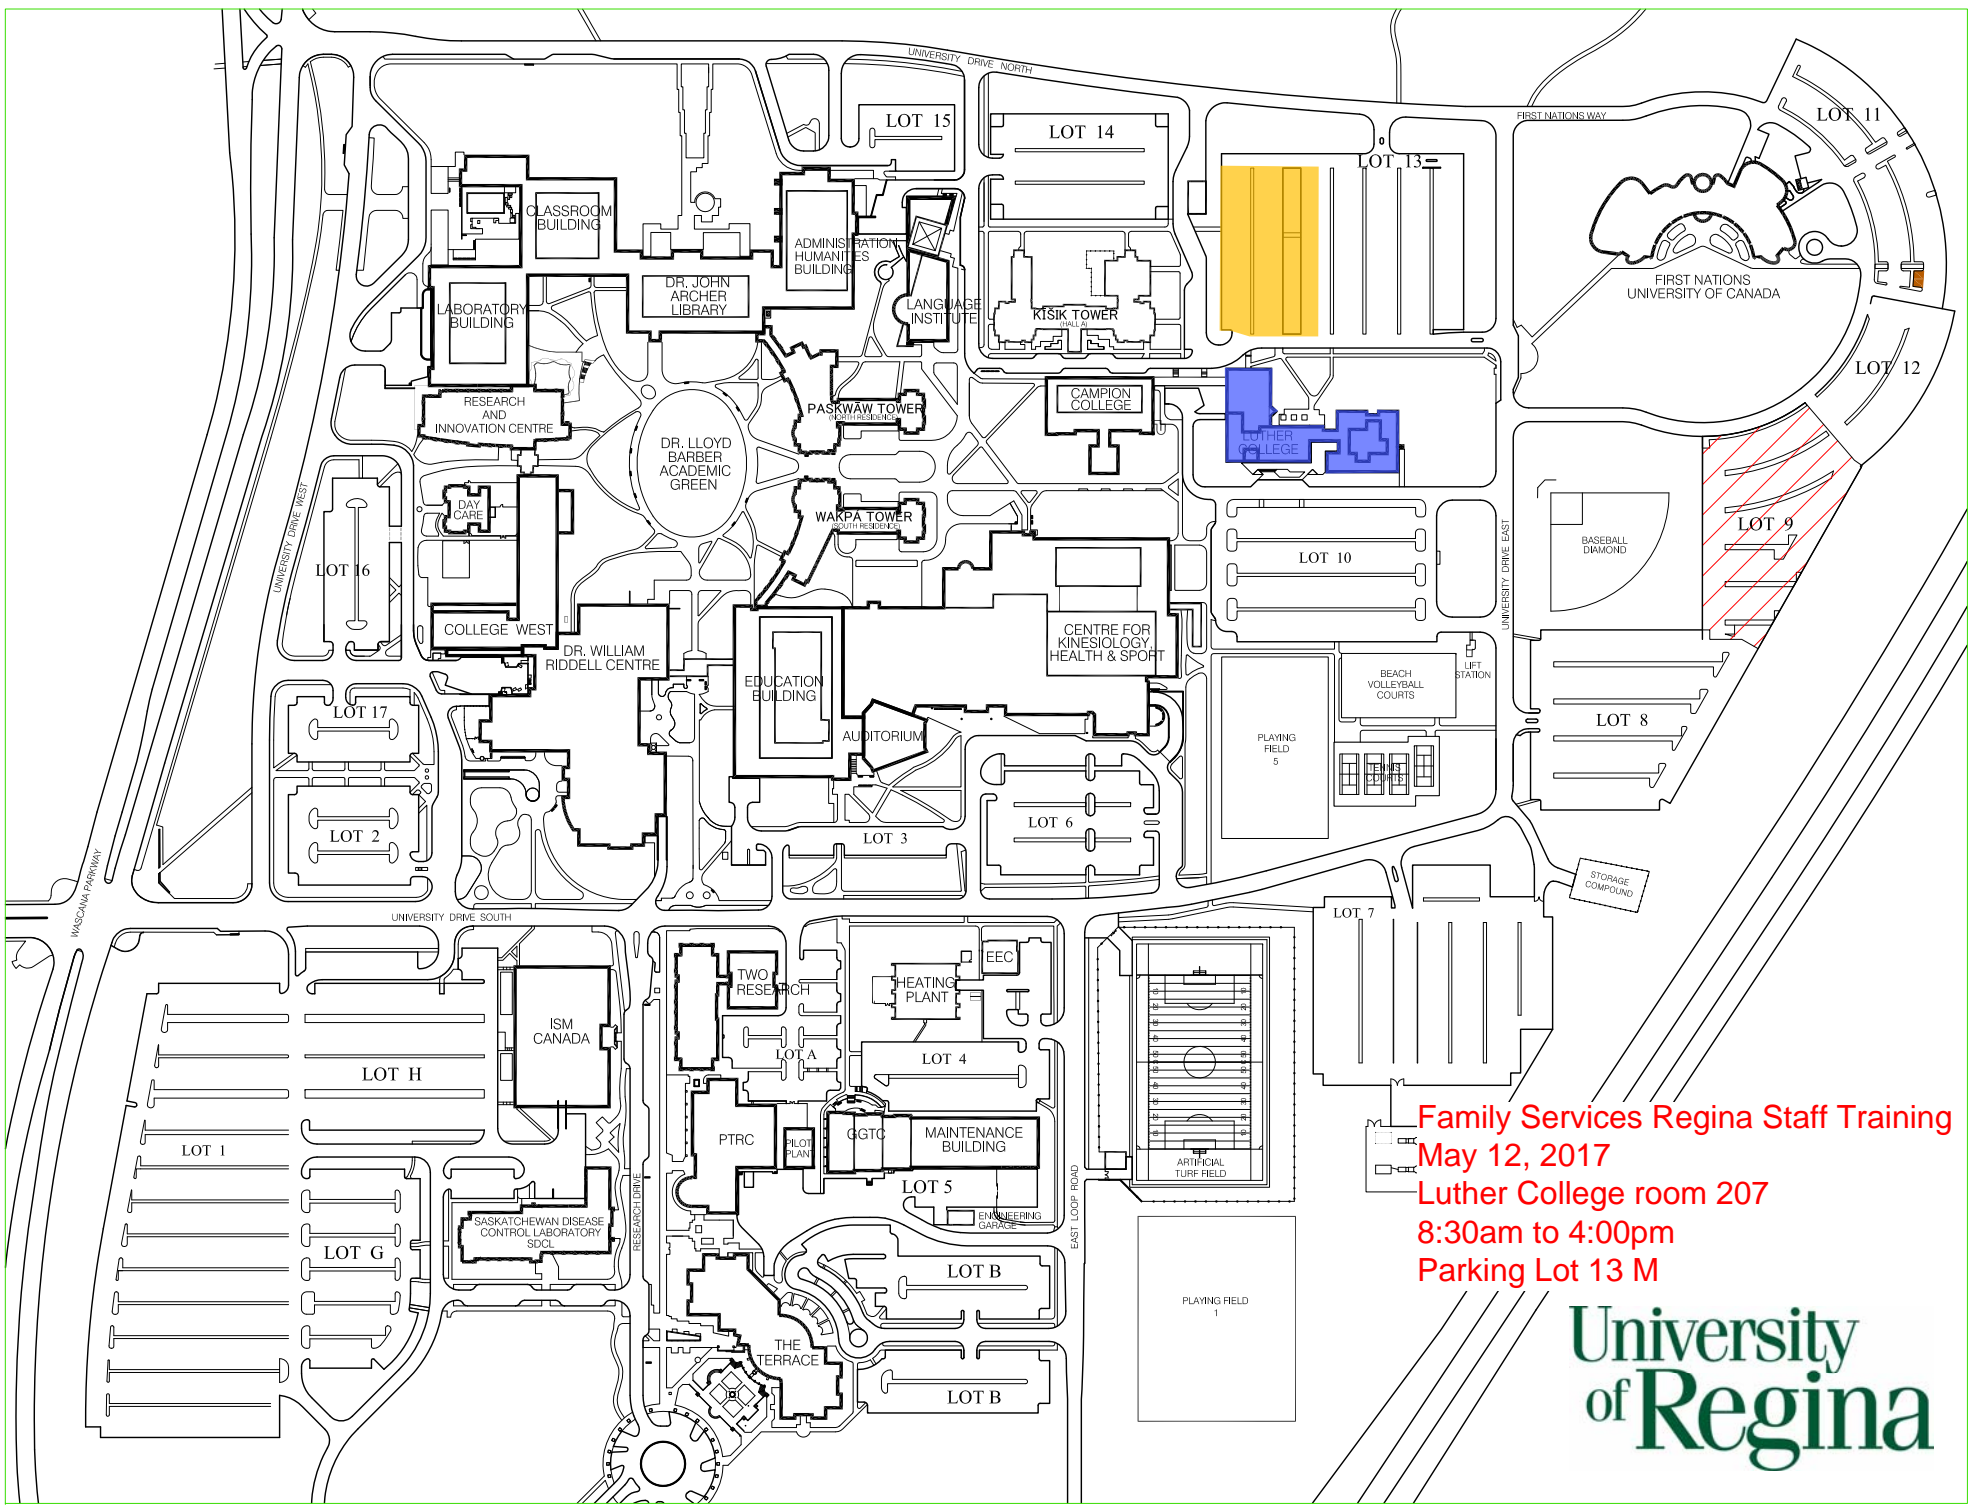 UNIVERSITY DRIVE NORTH
FIRST NATIONS WAY
LOT 11
LOT 15
LOT 14
LOT 13
CLASSROOM
BUILDING
ADMINISTRATION
HUMANITIES
BUILDING
DR. JOHN
ARCHER
LIBRARY
LABORATORY
BUILDING
LANGUAGE
INSTITUTE
KĪŠIK TOWER
(HALL A)
FIRST NATIONS
UNIVERSITY OF CANADA
LOT 12
RESEARCH
AND
INNOVATION CENTRE
PASKWĀW TOWER
(NORTH RESIDENCE)
CAMPION
COLLEGE
LUTHER
COLLEGE
DR. LLOYD
BARBER
ACADEMIC
GREEN
UNIVERSITY DRIVE WEST
DAY
CARE
WAKPĀ TOWER
(SOUTH RESIDENCE)
LOT 9
BASEBALL
DIAMOND
UNIVERSITY DRIVE EAST
LOT 16
LOT 10
COLLEGE WEST
DR. WILLIAM
RIDDELL CENTRE
CENTRE FOR
KINESIOLOGY,
HEALTH & SPORT
EDUCATION
BUILDING
BEACH
VOLLEYBALL
COURTS
LIFT
STATION
LOT 17
AUDITORIUM
PLAYING
FIELD
5
LOT 8
TENNIS
COURTS
LOT 2
LOT 3
LOT 6
WASCANA PARKWAY
STORAGE
COMPOUND
UNIVERSITY DRIVE SOUTH
LOT 7
TWO
RESEARCH
HEATING
PLANT
EEC
ISM
CANADA
LOT A
LOT 4
LOT H
PTRC
PILOT
PLANT
GGTC
MAINTENANCE
BUILDING
ARTIFICIAL
TURF FIELD
LOT 1
LOT 5
ENGINEERING
GARAGE
RESEARCH DRIVE
EAST LOOP ROAD
SASKATCHEWAN DISEASE
CONTROL LABORATORY
SDCL
LOT G
LOT B
THE
TERRACE
LOT B
PLAYING FIELD
1
Family Services Regina Staff Training
May 12, 2017
Luther College room 207
8:30am to 4:00pm
Parking Lot 13 M
University
of Regina